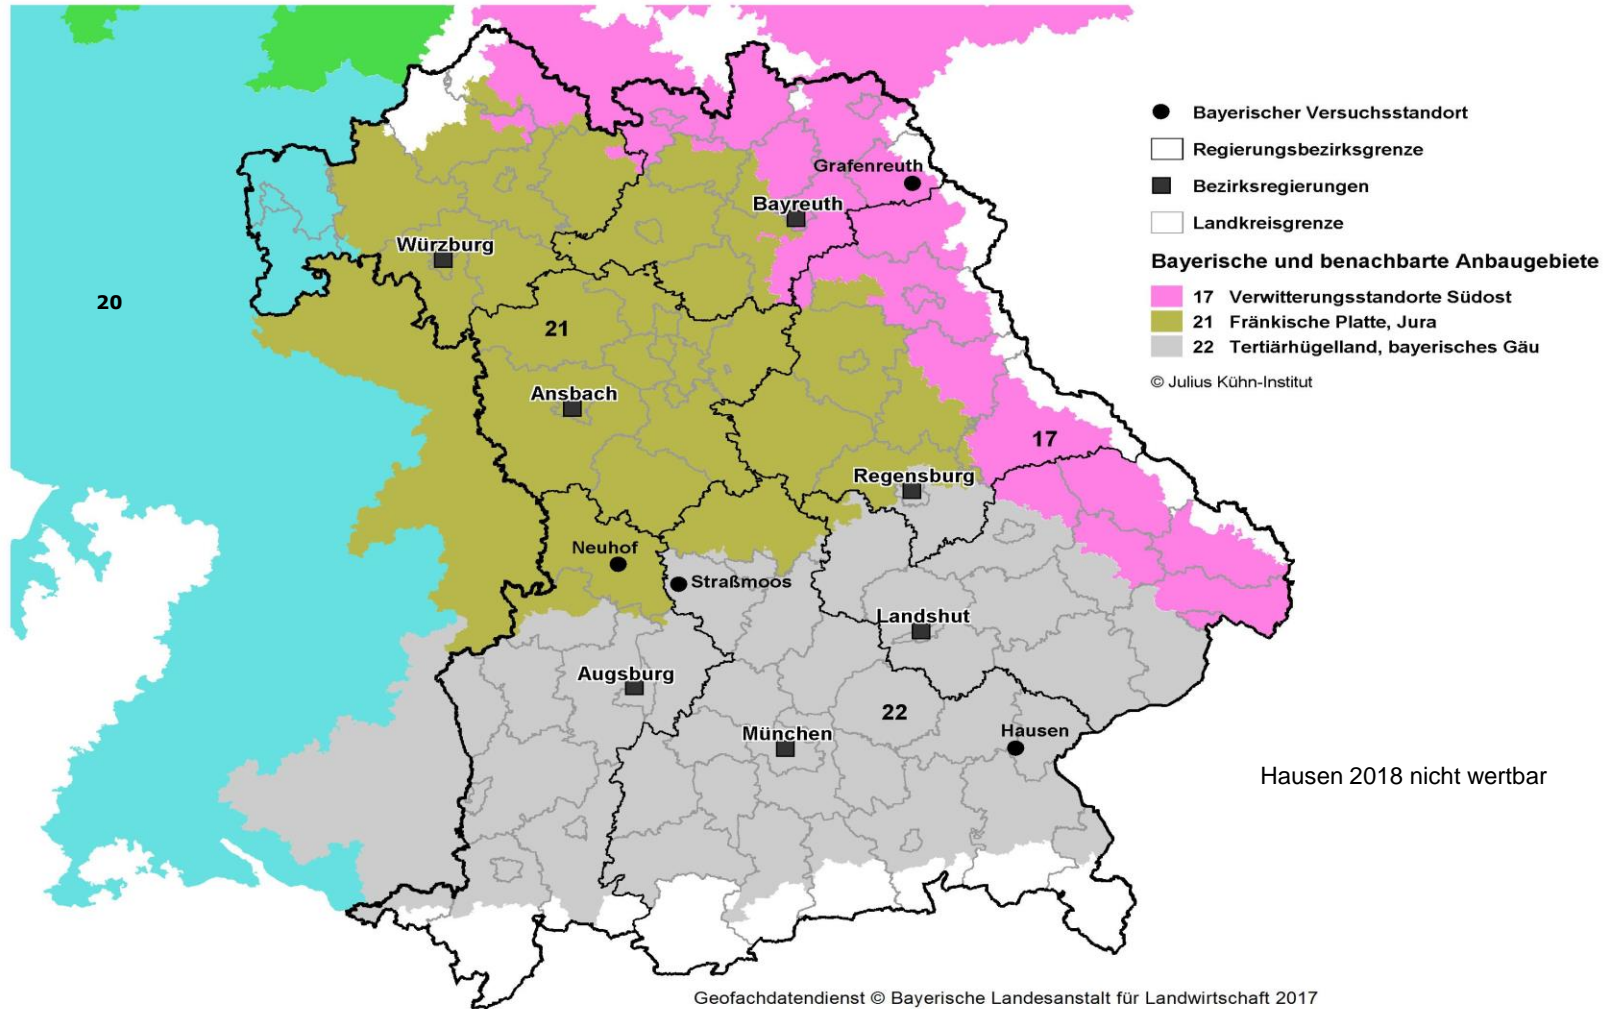 Bayerischer Versuchsstandort
Regierungsbezirksgrenze
Grafenreuth
Bezirksregierungen
Bayreuth
Landkreisgrenze
Würzburg
Bayerische und benachbarte Anbaugebiete
20
17 Verwitterungsstandorte Südost
21
21 Fränkische Platte, Jura
22 Tertiärhügelland, bayerisches Gäu
© Julius Kühn-Institut
Ansbach
17
Regensburg
Neuhof
Straßmoos
Landshut
Augsburg
22
München
Hausen
Hausen 2018 nicht wertbar
Geofachdatendienst © Bayerische Landesanstalt für Landwirtschaft 2017